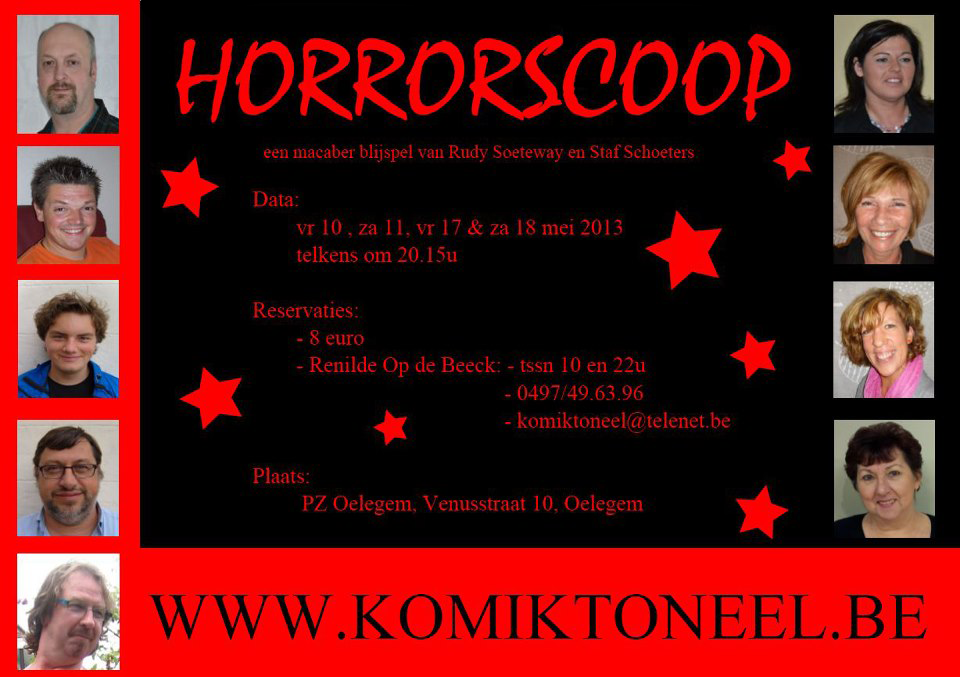 HORRORSCOOP
een macaber blijspel van Rudy Soeteway en Staf Schoeters
Data:
vr 10 , za 11, vr 17 & za 18 mei 2013
telkens om 20.15u
Reservaties:
- 8 euro
- Renilde Op de Beeck: - tssn 10 en 22u
- 0497/49.63.96
- komiktoneel@telenet.be
Plaats:
PZ Oelegem, Venusstraat 10, Oelegem
WWW.KOMIKTONEEL.BE